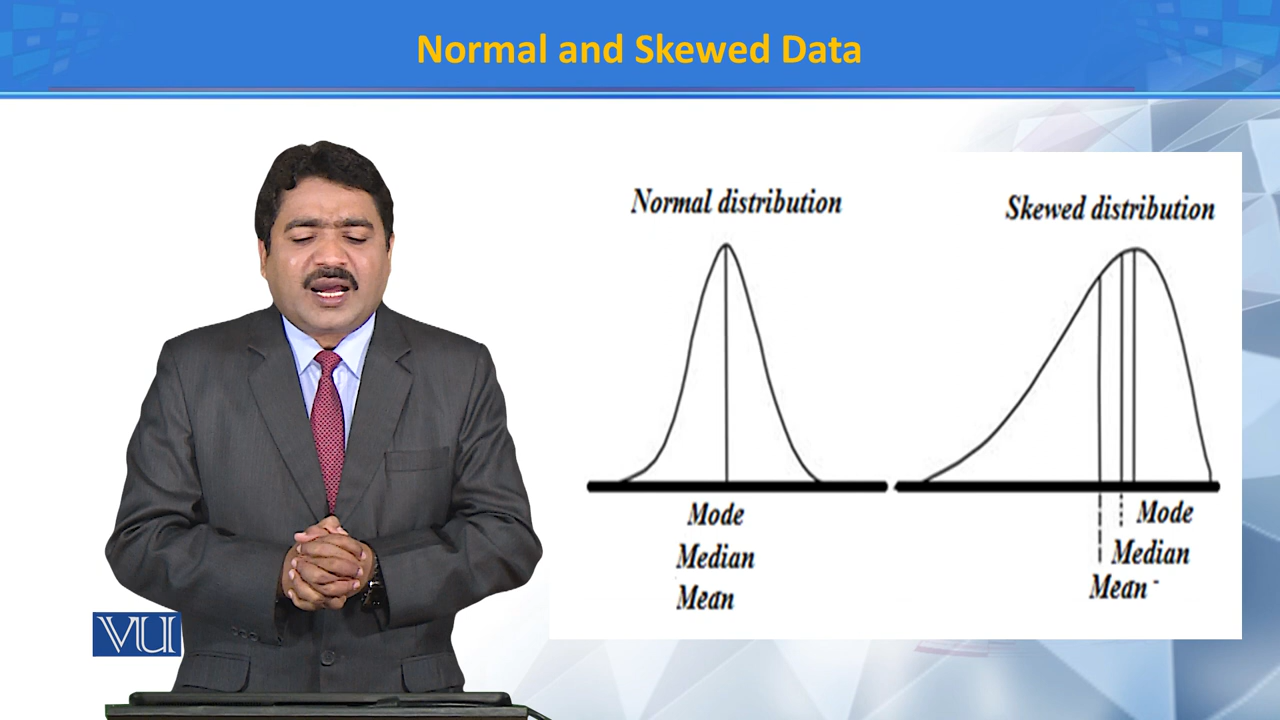 Normal and Skewed Data
Normal distribution
Skewed distribution
Mode
Median
Mean
Mode
Median
Mean
VU